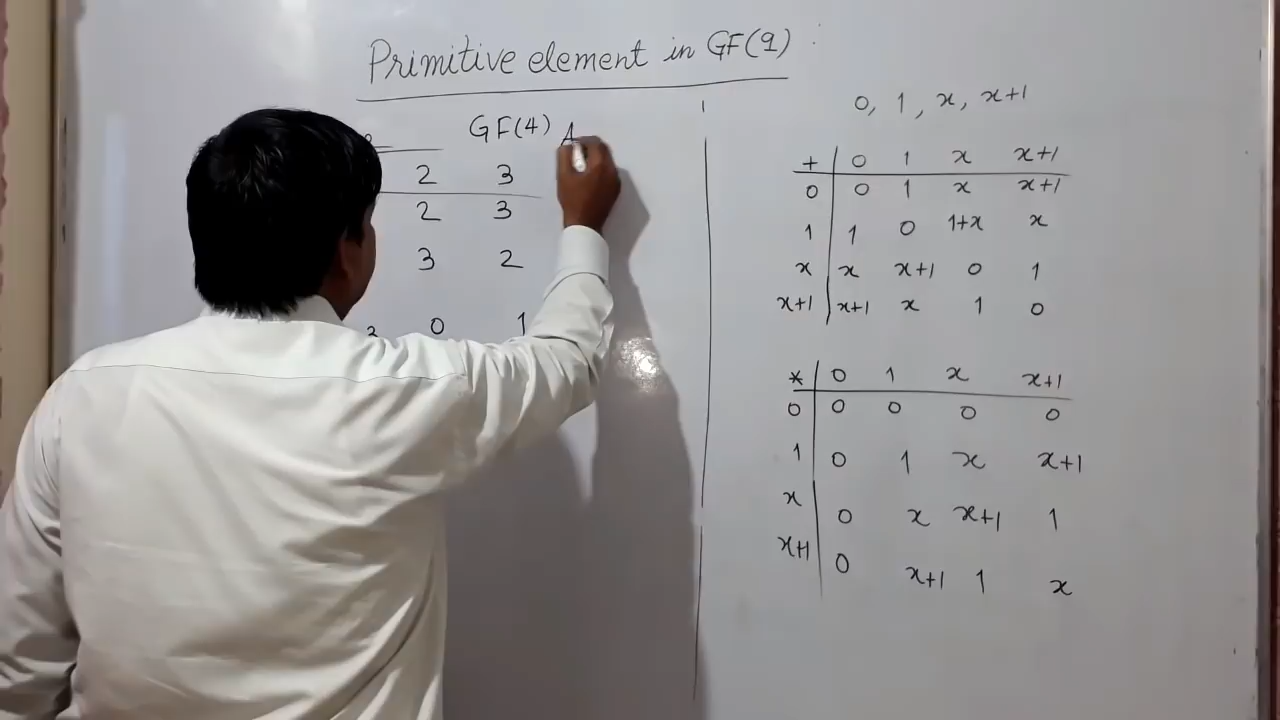 Primitive element in GF(q) :
GF(4) A
2 3
2 3
3 2
0 1
0, 1, x, x+1
+ 0 1 x x+1
0 0 1 x x+1
1 1 0 1+x x
x x x+1 0 1
x+1 x+1 x 1 0
* 0 1 x x+1
0 0 0 0 0
1 0 1 x x+1
x 0 x x+1 1
x+1 0 x+1 1 x